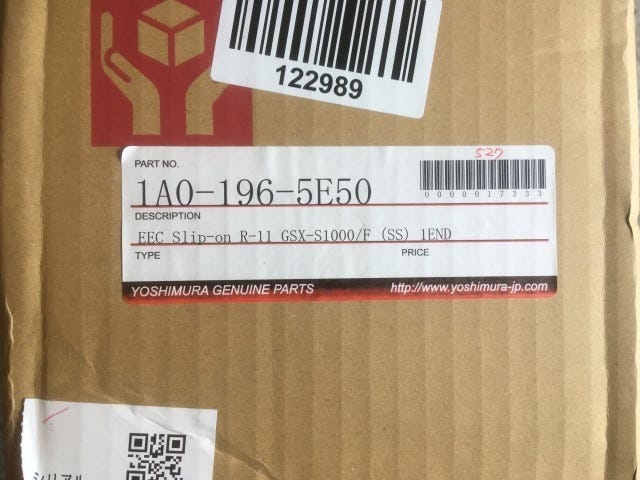 122989
PART NO.
527
1A0-196-5E50
0000017333
DESCRIPTION
EEC Slip-on R-11 GSX-S1000/F (SS) 1END
TYPE
PRICE
YOSHIMURA GENUINE PARTS
http://www.yoshimura-jp.com
シリアル